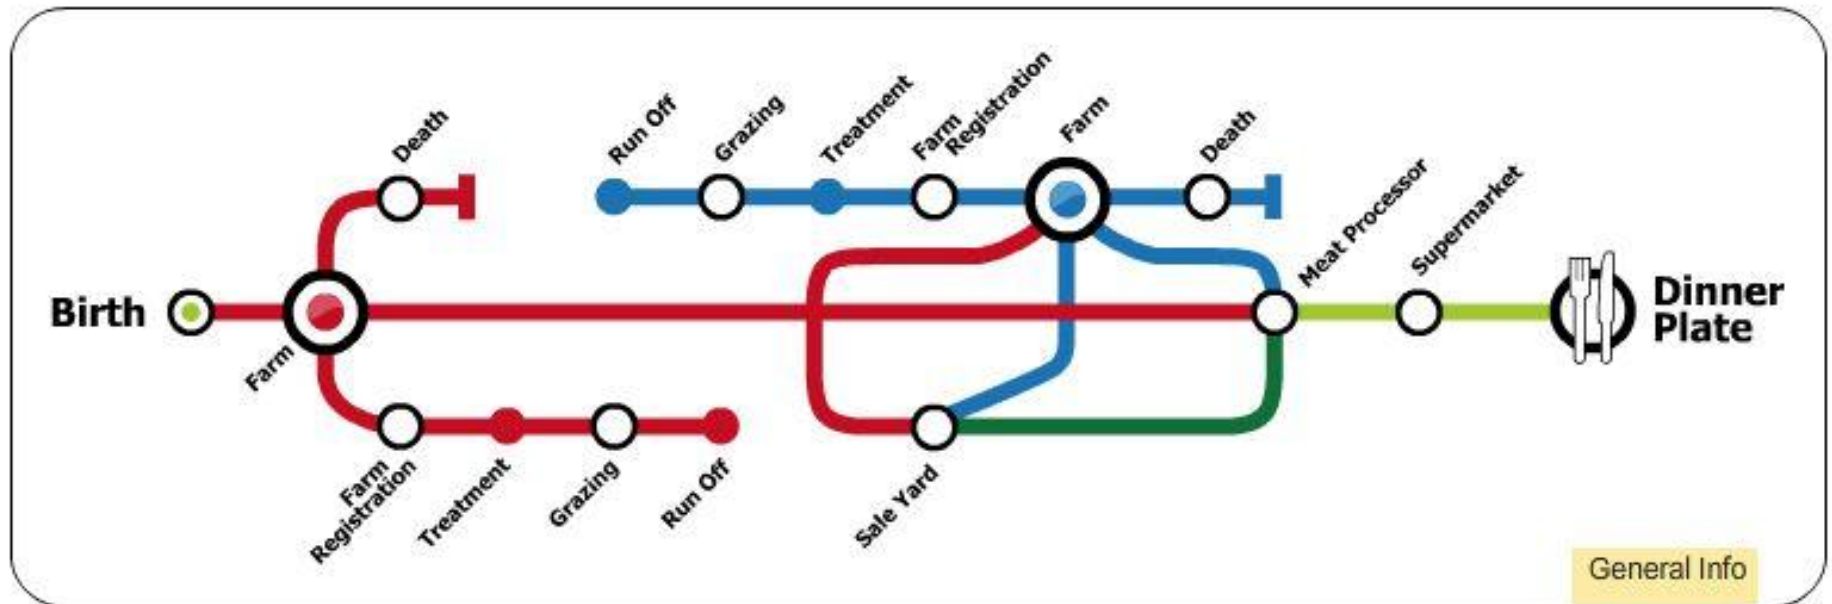 Death
Run Off
Grazing
Treatment
Farm
Registration
Farm
Death
Meat Processor
Supermarket
Birth
Dinner
Plate
Farm
Farm
Registration
Treatment
Grazing
Run Off
Sale Yard
General Info